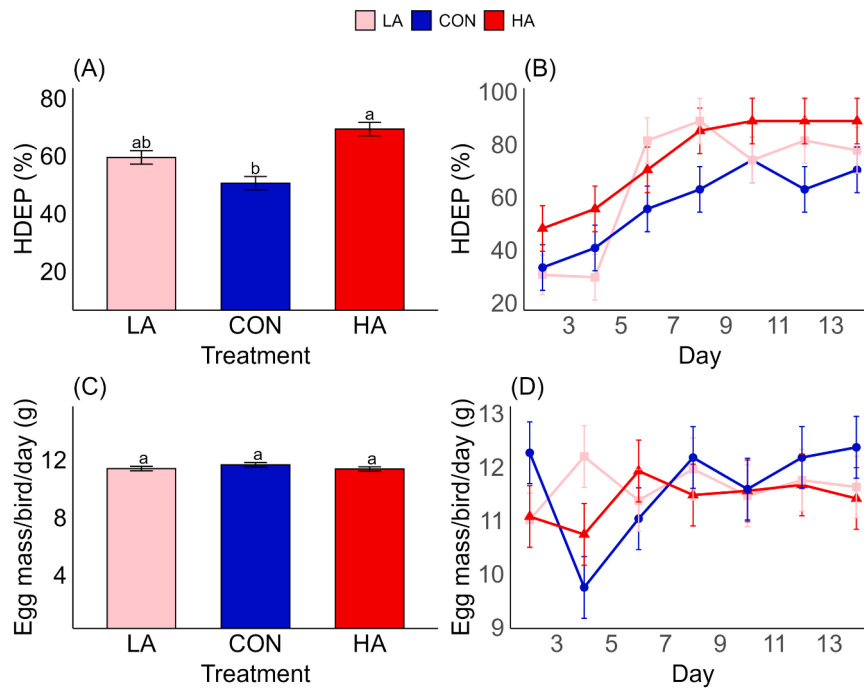 LA CON HA
(A)
HDEP (%)
80
60
40
20
ab
b
a
LA CON HA
Treatment
(B)
HDEP (%)
100
80
60
40
20
3 5 7 9 11 13
Day
(C)
Egg mass/bird/day (g)
12
8
4
a
a
a
LA CON HA
Treatment
(D)
Egg mass/bird/day (g)
13
12
11
10
9
3 5 7 9 11 13
Day